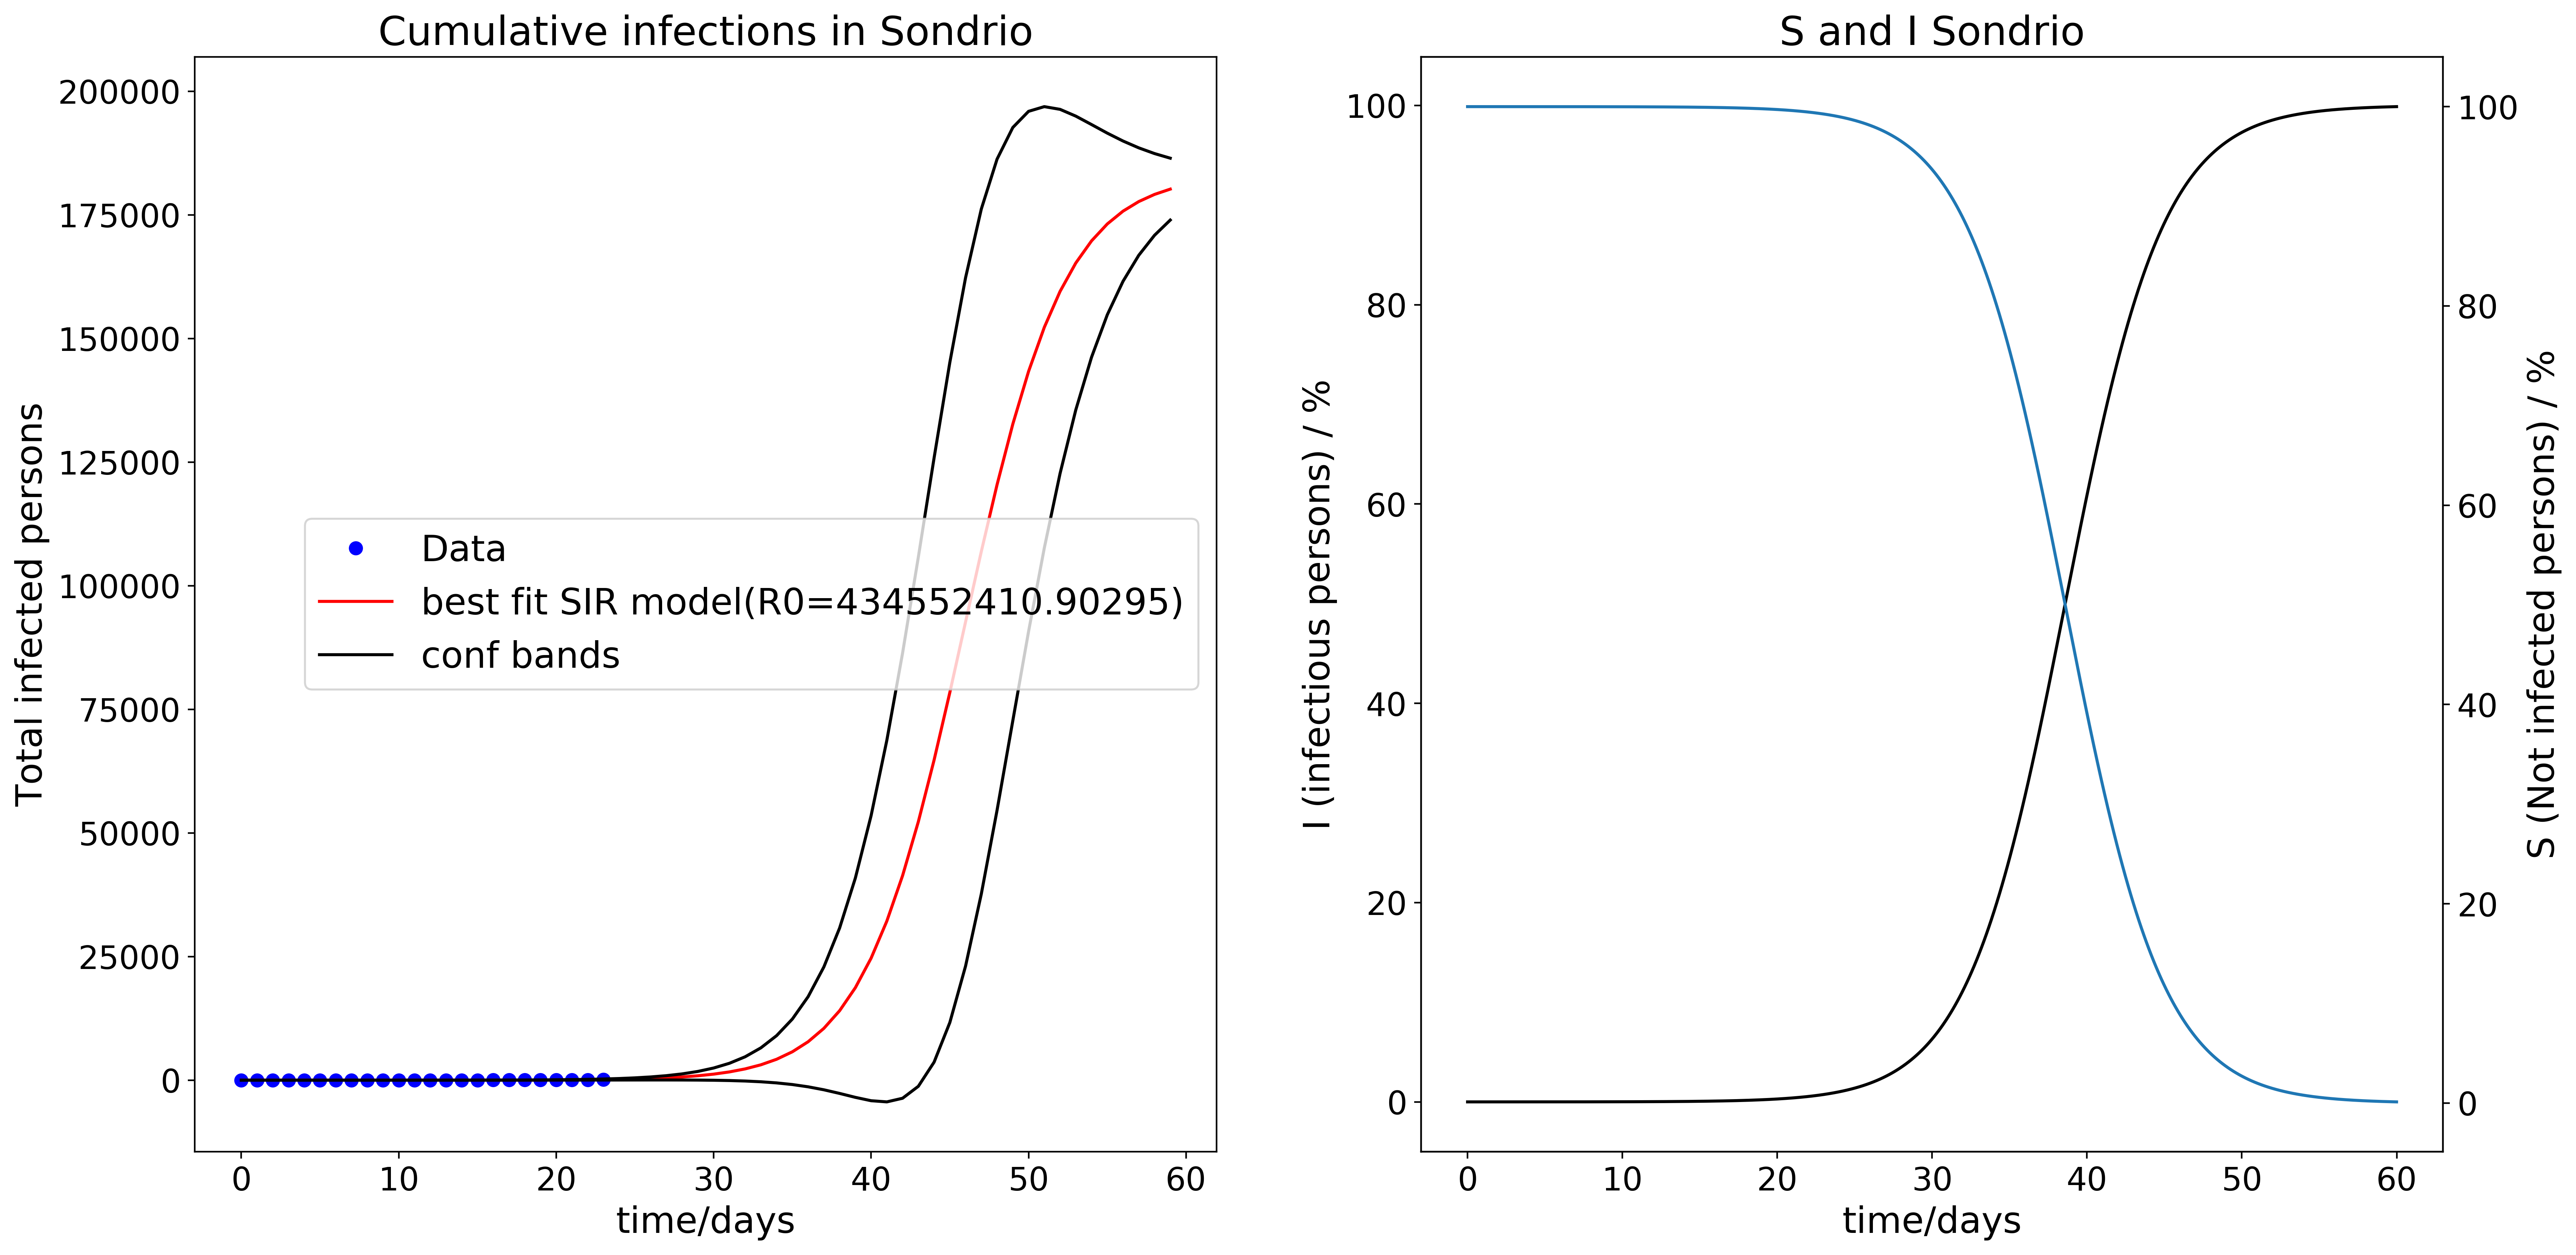 Cumulative infections in Sondrio
Total infected persons
200000
175000
150000
125000
100000
75000
50000
25000
0
Data
best fit SIR model(R0=434552410.90295)
conf bands
0 10 20 30 40 50 60
time/days
S and I Sondrio
I (infectious persons) / %
100
80
60
40
20
0
0 10 20 30 40 50 60
time/days
100
80
60
40
20
0
S (Not infected persons) / %